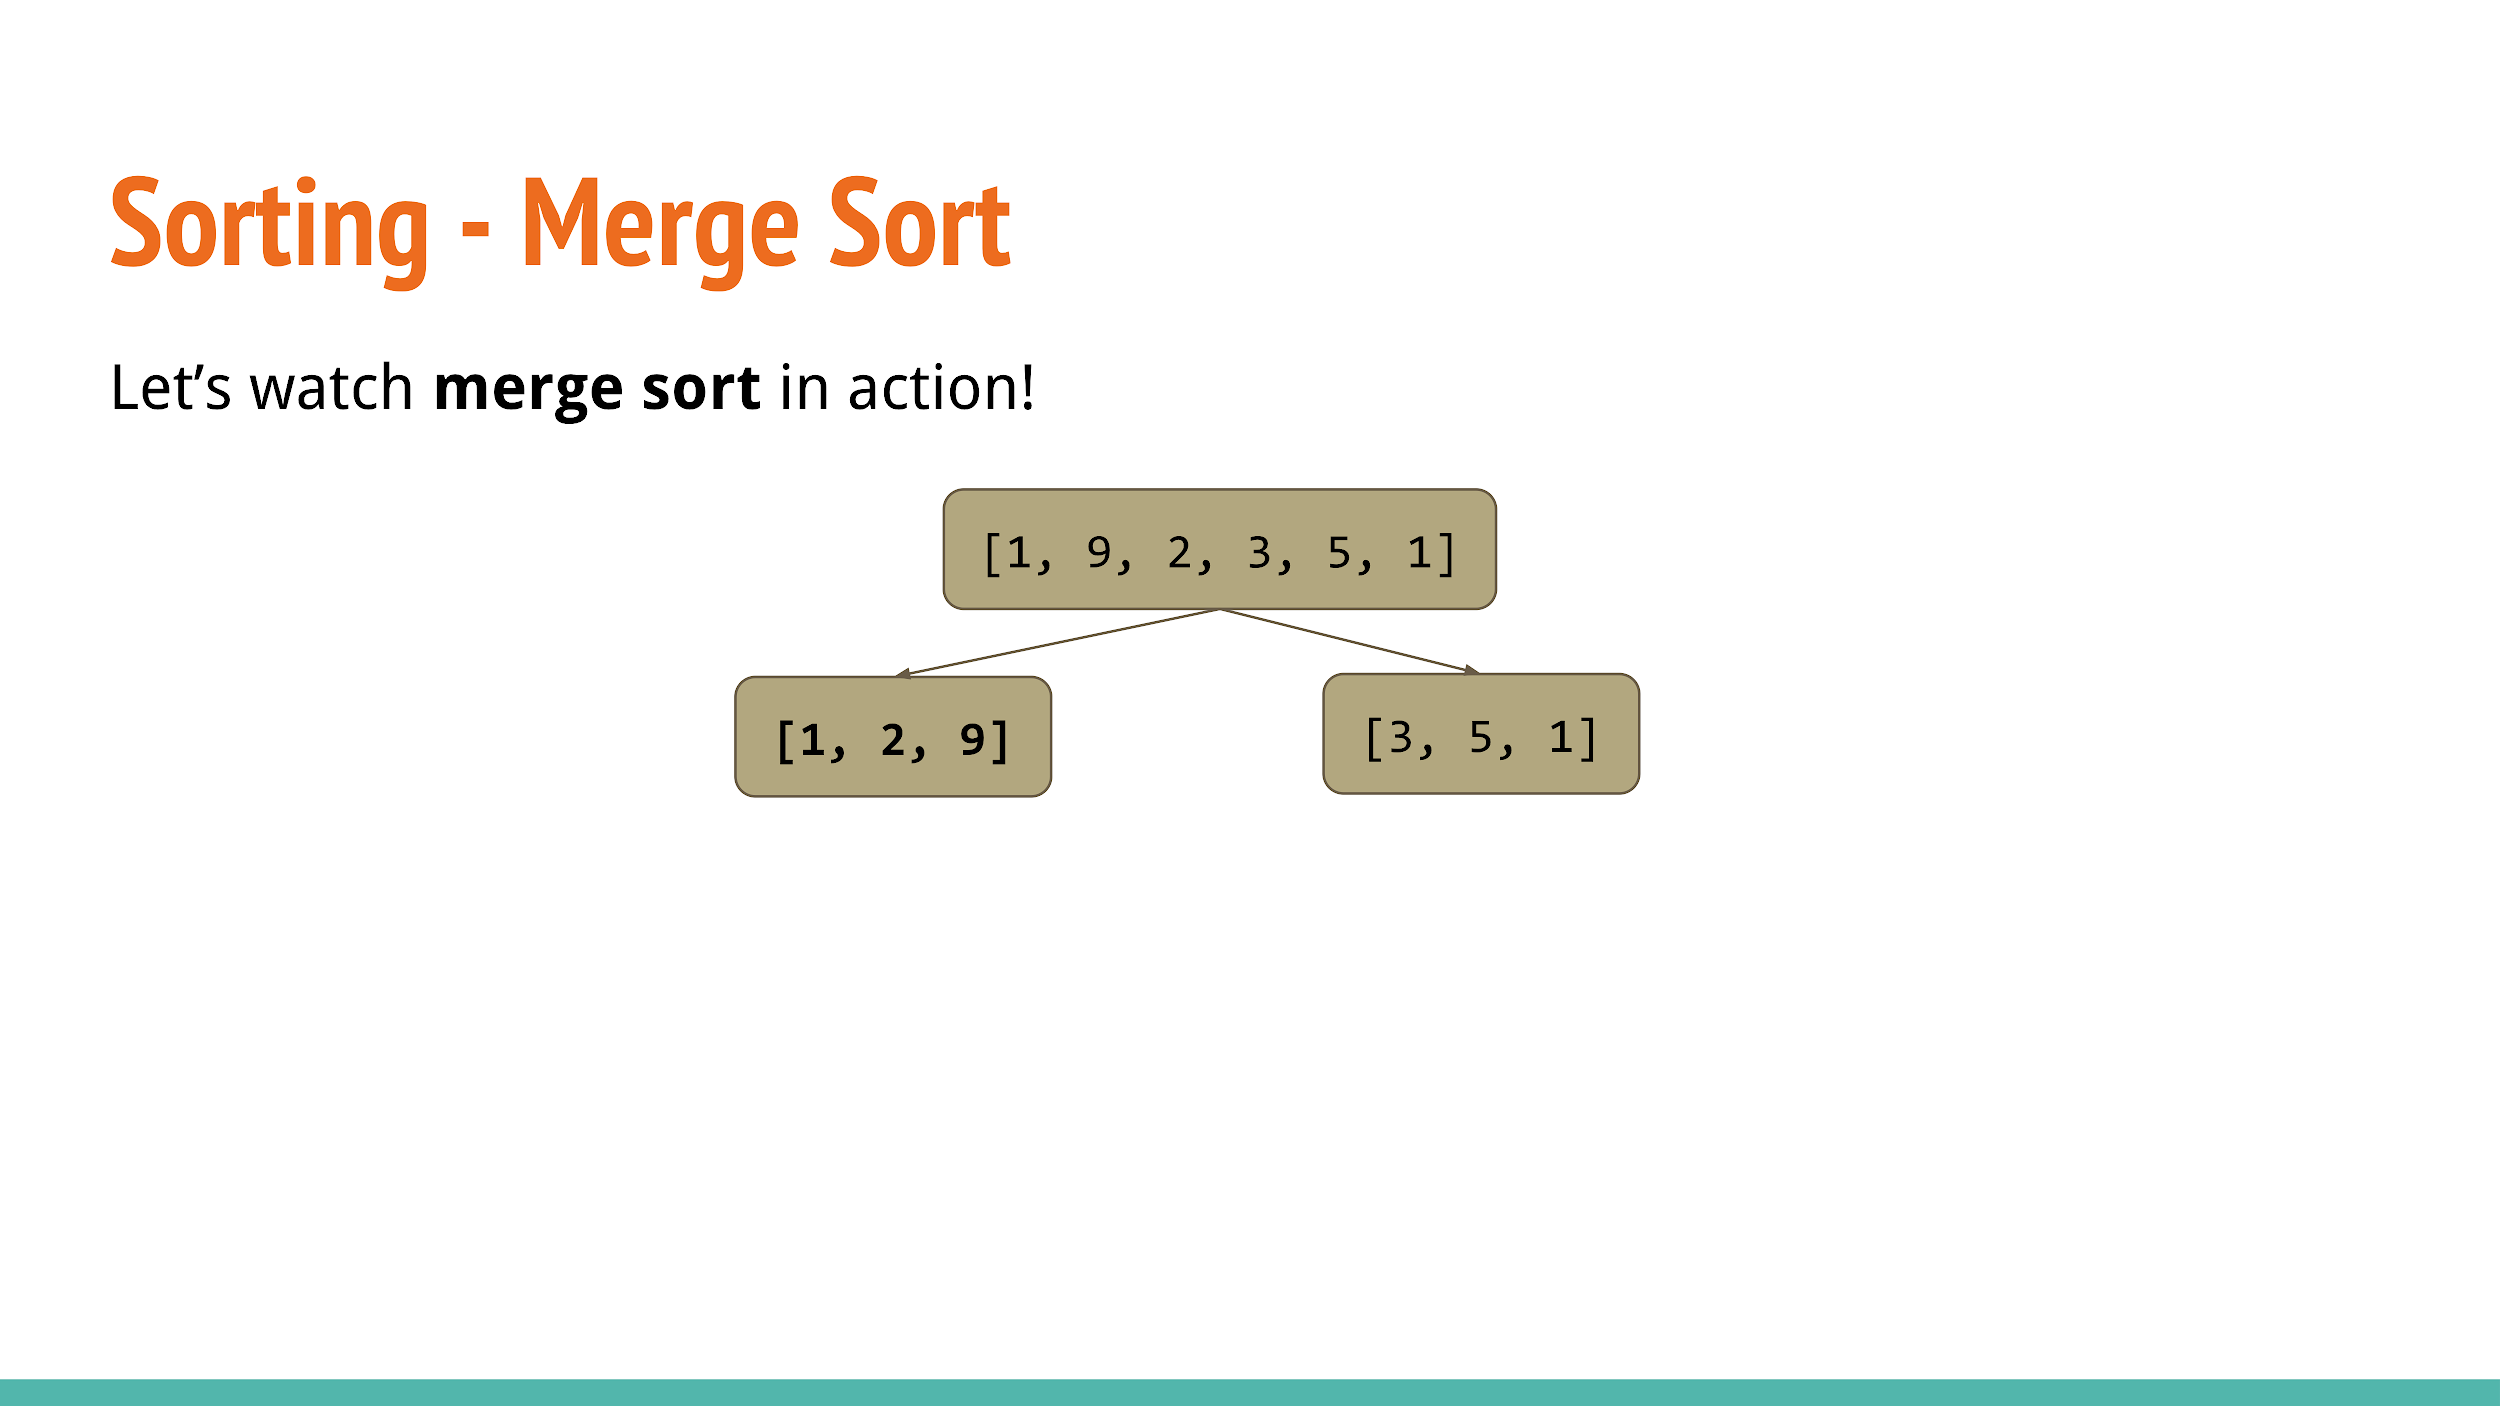 Sorting - Merge Sort
Let’s watch merge sort in action!
[1, 9, 2, 3, 5, 1]
[1, 2, 9]
[3, 5, 1]